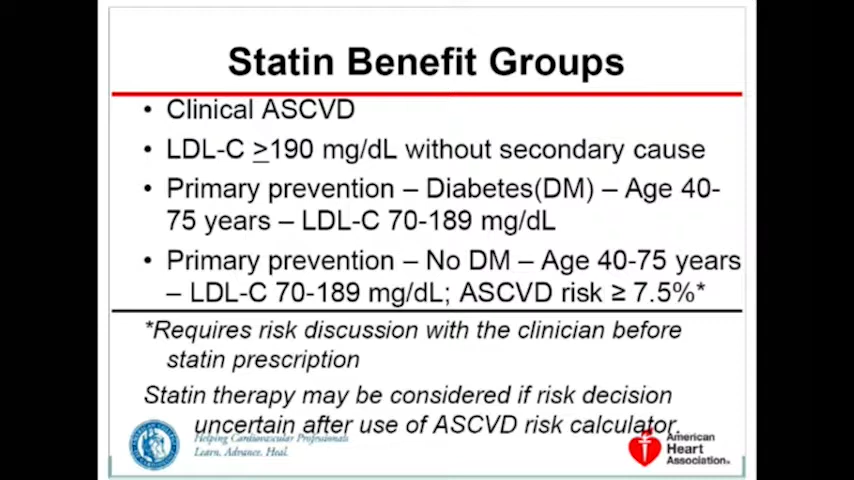 Statin Benefit Groups
• Clinical ASCVD
• LDL-C ≥190 mg/dL without secondary cause
• Primary prevention – Diabetes(DM) – Age 40-
75 years – LDL-C 70-189 mg/dL
• Primary prevention – No DM – Age 40-75 years
– LDL-C 70-189 mg/dL; ASCVD risk ≥ 7.5%*
*Requires risk discussion with the clinician before
statin prescription
Statin therapy may be considered if risk decision
uncertain after use of ASCVD risk calculator.
Helping Cardiovascular Professionals
Learn. Advance. Heal.
American
Heart
Association®